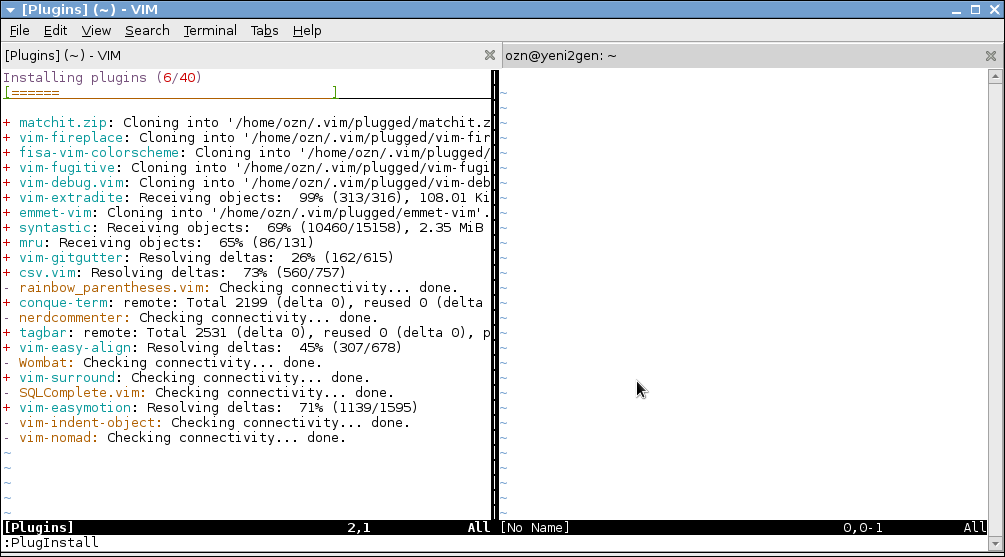 [Plugins] (~) - VIM
File Edit View Search Terminal Tabs Help
[Plugins] (~) - VIM
ozn@yeni2gen: ~
Installing plugins (6/40)
[====== ]
+ matchit.zip: Cloning into '/home/ozn/.vim/plugged/matchit.z
+ vim-fireplace: Cloning into '/home/ozn/.vim/plugged/vim-fir
+ fisa-vim-colorscheme: Cloning into '/home/ozn/.vim/plugged/
+ vim-fugitive: Cloning into '/home/ozn/.vim/plugged/vim-fugi
+ vim-debug.vim: Cloning into '/home/ozn/.vim/plugged/vim-deb
+ vim-extradite: Receiving objects:  99% (313/316), 108.01 Ki
+ emmet-vim: Cloning into '/home/ozn/.vim/plugged/emmet-vim'.
+ syntastic: Receiving objects:  69% (10460/15158), 2.35 MiB
+ mru: Receiving objects:  65% (86/131)
+ vim-gitgutter: Resolving deltas:  26% (162/615)
+ csv.vim: Resolving deltas:  73% (560/757)
- rainbow_parentheses.vim: Checking connectivity... done.
+ conque-term: remote: Total 2199 (delta 0), reused 0 (delta
- nerdcommenter: Checking connectivity... done.
+ tagbar: remote: Total 2531 (delta 0), reused 0 (delta 0), p
+ vim-easy-align: Resolving deltas:  45% (307/678)
- Wombat: Checking connectivity... done.
+ vim-surround: Checking connectivity... done.
- SQLComplete.vim: Checking connectivity... done.
+ vim-easymotion: Resolving deltas:  71% (1139/1595)
- vim-indent-object: Checking connectivity... done.
- vim-nomad: Checking connectivity... done.
[Plugins] 2,1 All
[No Name] 0,0-1 All
:PlugInstall